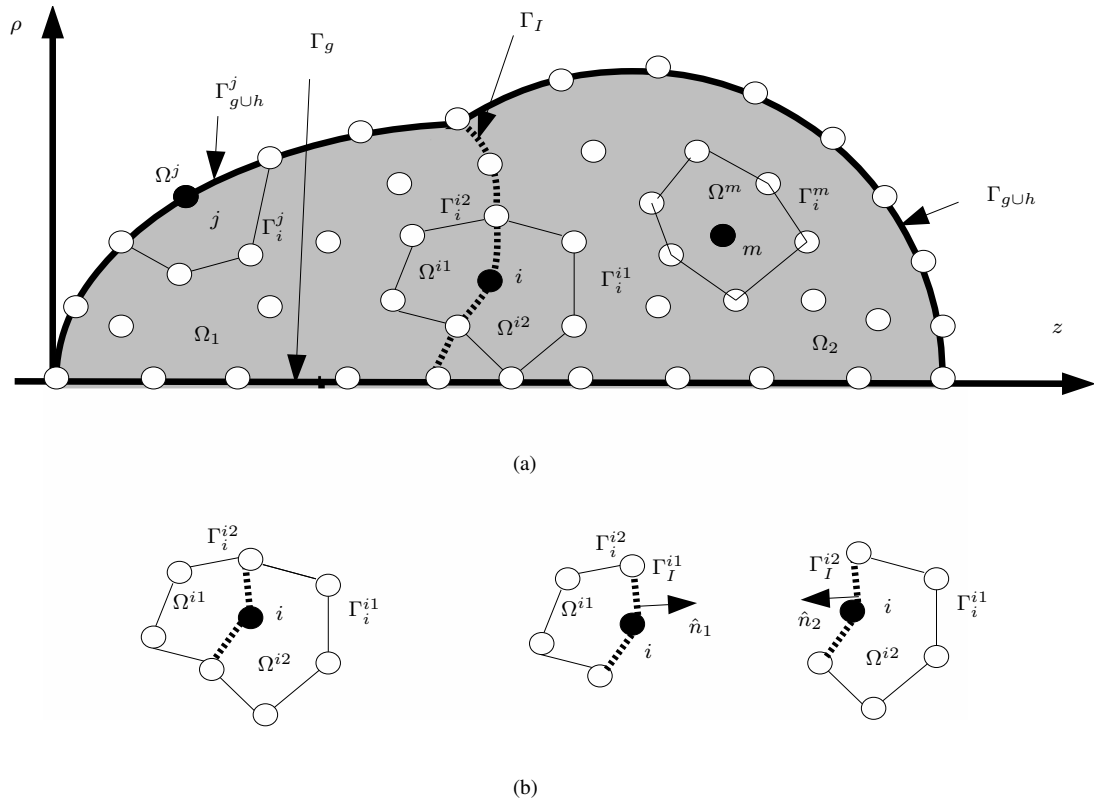 ρ
Γ_g
Γ_I
Γ^j_{g∪h}
Ω^j
j
Γ^j_i
Γ^{i2}_i
Ω^{i1}
i
Γ^{i1}_i
Ω^{i2}
Ω^m
m
Γ^m_i
Γ_{g∪h}
Ω_1
Ω_2
z
(a)
Γ^{i2}_i
Ω^{i1}
i
Γ^{i1}_i
Ω^{i2}
Γ^{i2}_i
Γ^{i1}_I
Ω^{i1}
n̂_1
i
Γ^{i2}_I
n̂_2
i
Γ^{i1}_i
Ω^{i2}
(b)